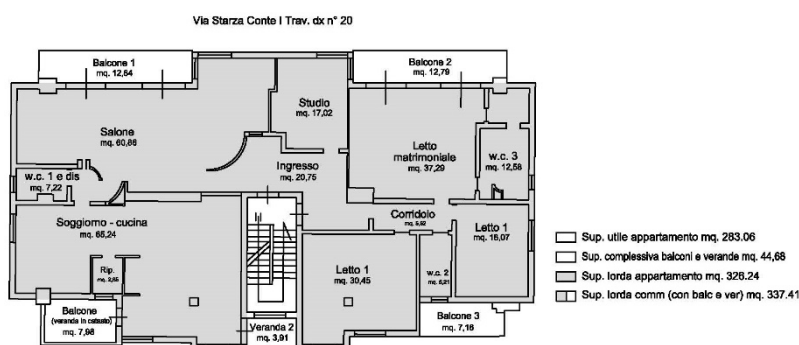 Via Starza Conte I Trav. dx n° 20
Balcone 1
mq. 12,64
Balcone 2
mq. 12,79
Studio
mq. 17,02
Salone
mq. 60,86
Letto
matrimoniale
mq. 37,29
w.c. 3
mq. 12,58
Ingresso
mq. 20,75
w.c. 1 e dis
mq. 7,22
Soggiorno - cucina
mq. 65,24
Corridoio
Letto 1
mq. 18,07
Rip.
Letto 1
mq. 30,45
w.c. 2
Balcone
(veranda in catasto)
mq. 7,98
Veranda 2
mq. 3,91
Balcone 3
mq. 7,16
Sup. utile appartamento mq. 283.06
Sup. complessiva balconi e verande mq. 44,68
Sup. lorda appartamento mq. 326.24
Sup. lorda comm (con balc e ver) mq. 337.41